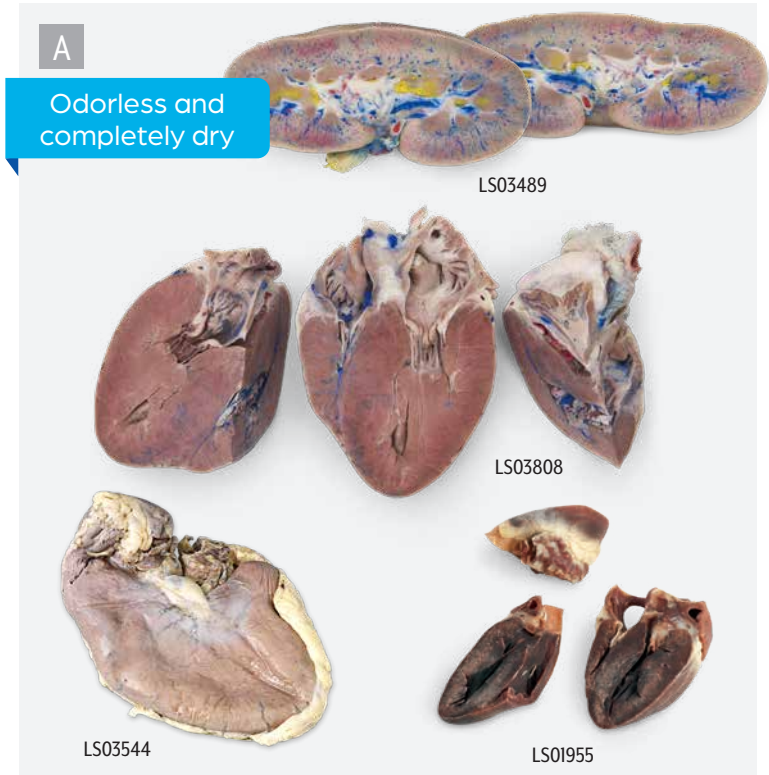 A
Odorless and
completely dry
LS03489
LS03808
LS03544
LS01955